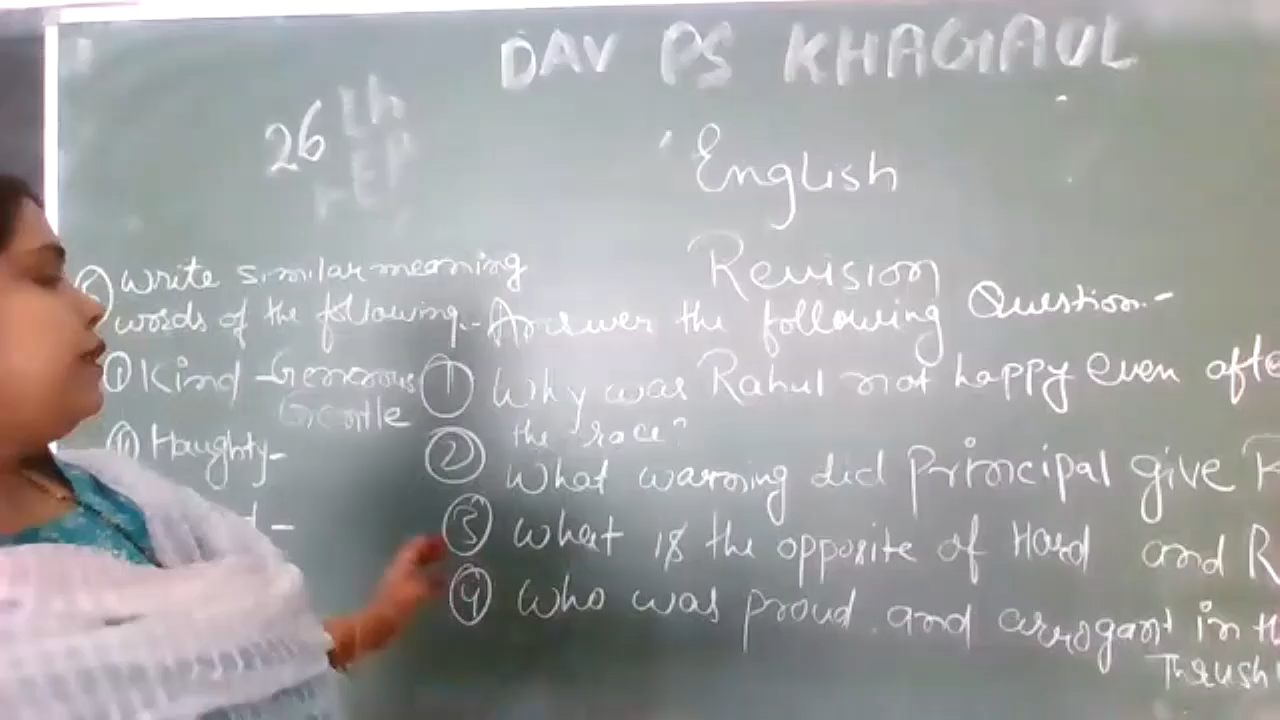 DAV PS KHAGAUL
26th
English
Revision
write similar meaning
words of the following.-
(i) Kind - Generous
Gentle
(ii) Haughty-
Answer the following Question.-
1 Why was Rahul not happy even afte
the race?
2 What warning did Principal give R
3 What is the opposite of Hard and R
4 Who was proud and arrogant in th
Thrush